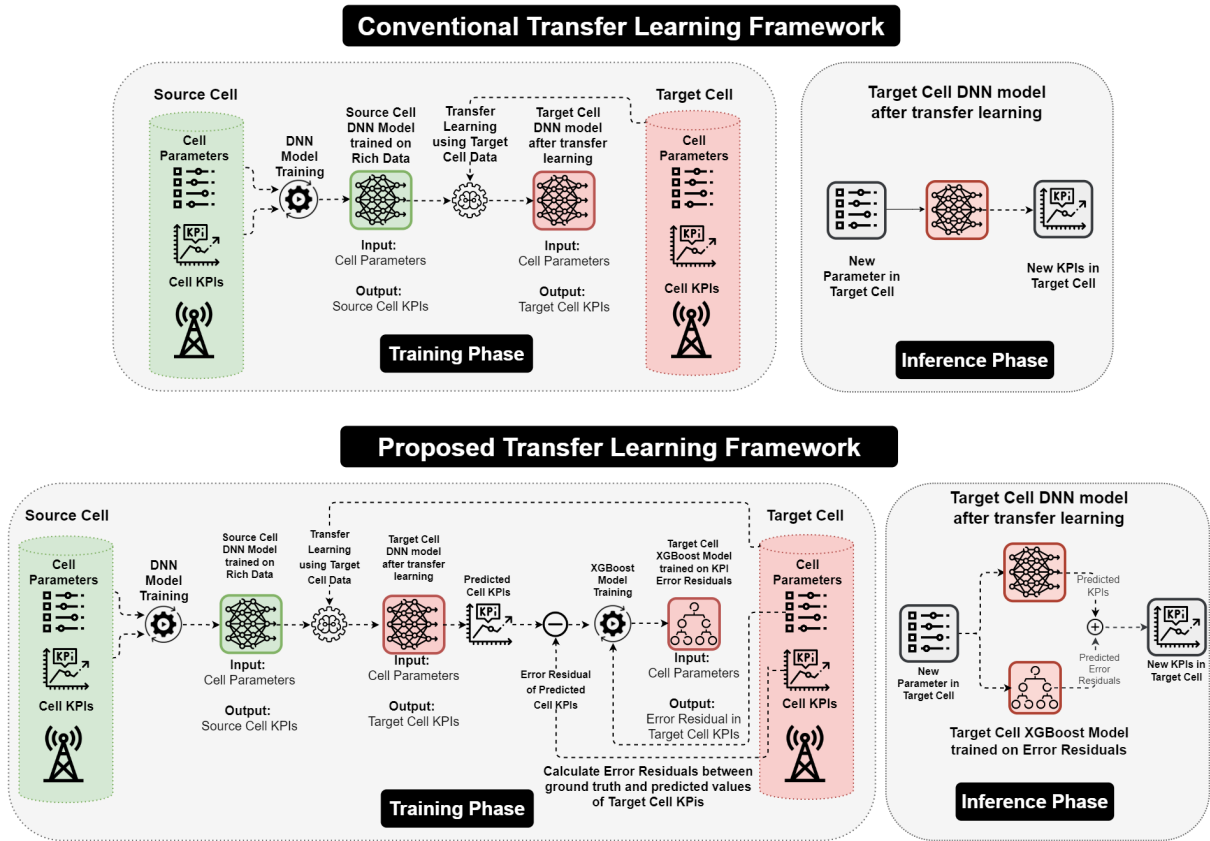 Conventional Transfer Learning Framework
Source Cell
Cell
Parameters
KPi
Cell KPIs
DNN
Model
Training
Source Cell
DNN Model
trained on
Rich Data
Input:
Cell Parameters
Output:
Source Cell KPIs
Transfer
Learning
using Target
Cell Data
Target Cell
DNN model
after transfer
learning
Input:
Cell Parameters
Output:
Target Cell KPIs
Target Cell
Cell
Parameters
KPi
Cell KPIs
Training Phase
Target Cell DNN model
after transfer learning
New
Parameter in
Target Cell
KPi
New KPIs in
Target Cell
Inference Phase
Proposed Transfer Learning Framework
Source Cell
Cell
Parameters
KPi
Cell KPIs
DNN
Model
Training
Source Cell
DNN Model
trained on
Rich Data
Input:
Cell Parameters
Output:
Source Cell KPIs
Transfer
Learning
using Target
Cell Data
Target Cell
DNN model
after transfer
learning
Input:
Cell Parameters
Output:
Target Cell KPIs
Predicted
Cell KPIs
KPi
Error Residual
of Predicted
Cell KPIs
XGBoost
Model
Training
Target Cell
XGBoost Model
trained on KPI
Error Residuals
Input:
Cell Parameters
Output:
Error Residual in
Target Cell KPIs
Target Cell
Cell
Parameters
KPi
Cell KPIs
Calculate Error Residuals between
ground truth and predicted values
of Target Cell KPis
Training Phase
Target Cell DNN model
after transfer learning
New
Parameter in
Target Cell
Predicted
KPIs
Predicted
Error
Residuals
KPi
New KPIs in
Target Cell
Target Cell XGBoost Model
trained on Error Residuals
Inference Phase